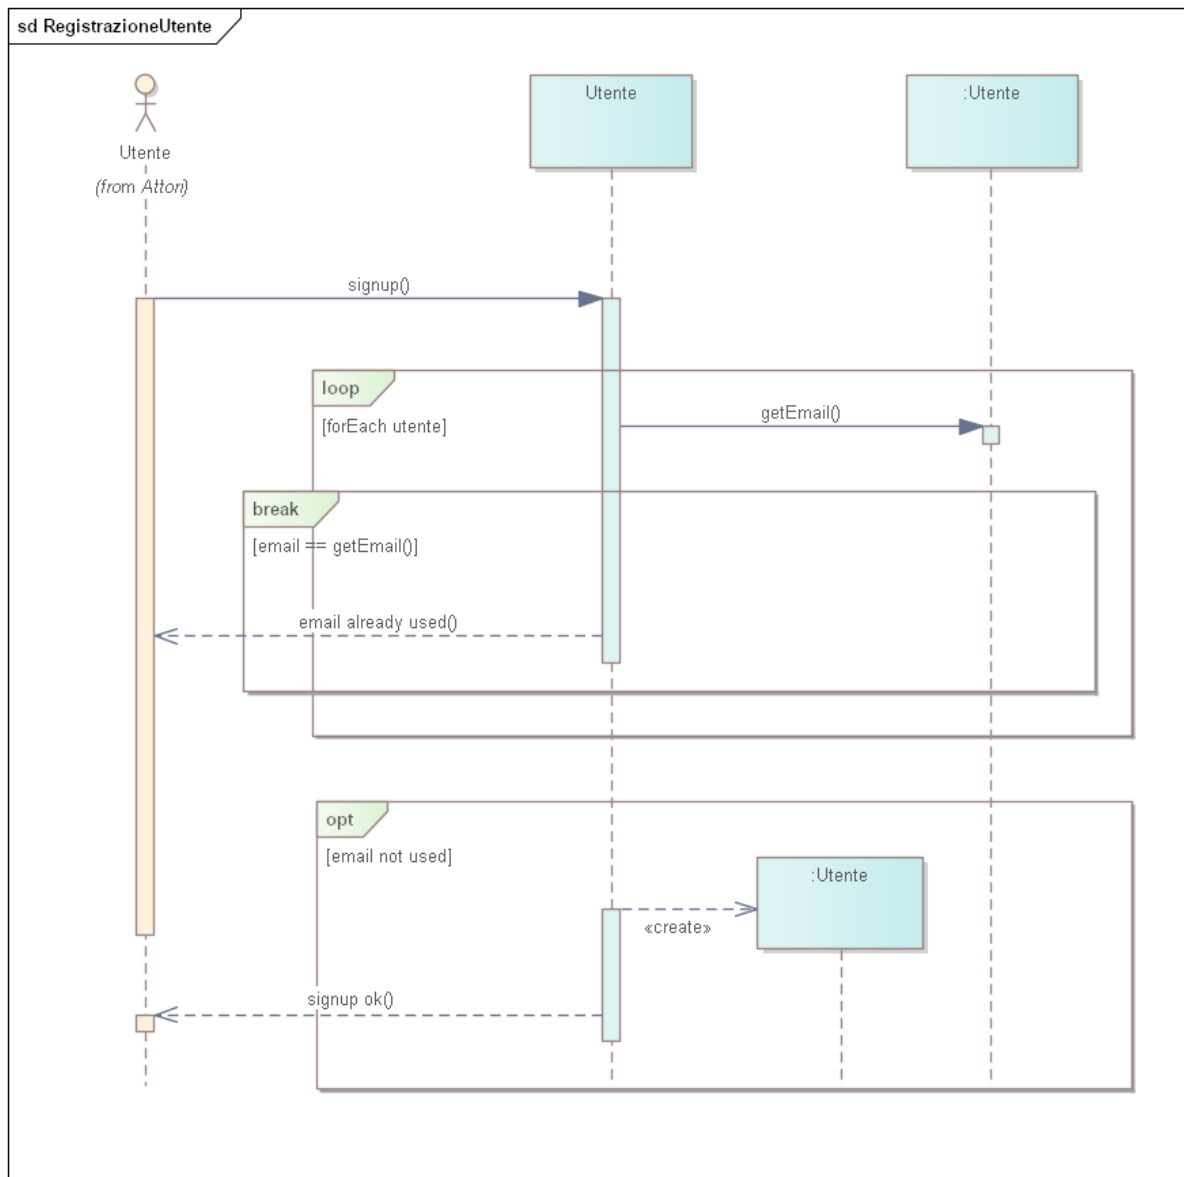 sd RegistrazioneUtente
Utente
:Utente
Utente
(from Attori)
signup()
loop
[forEach utente]
getEmail()
break
[email == getEmail()]
email already used()
opt
[email not used]
:Utente
«create»
signup ok()